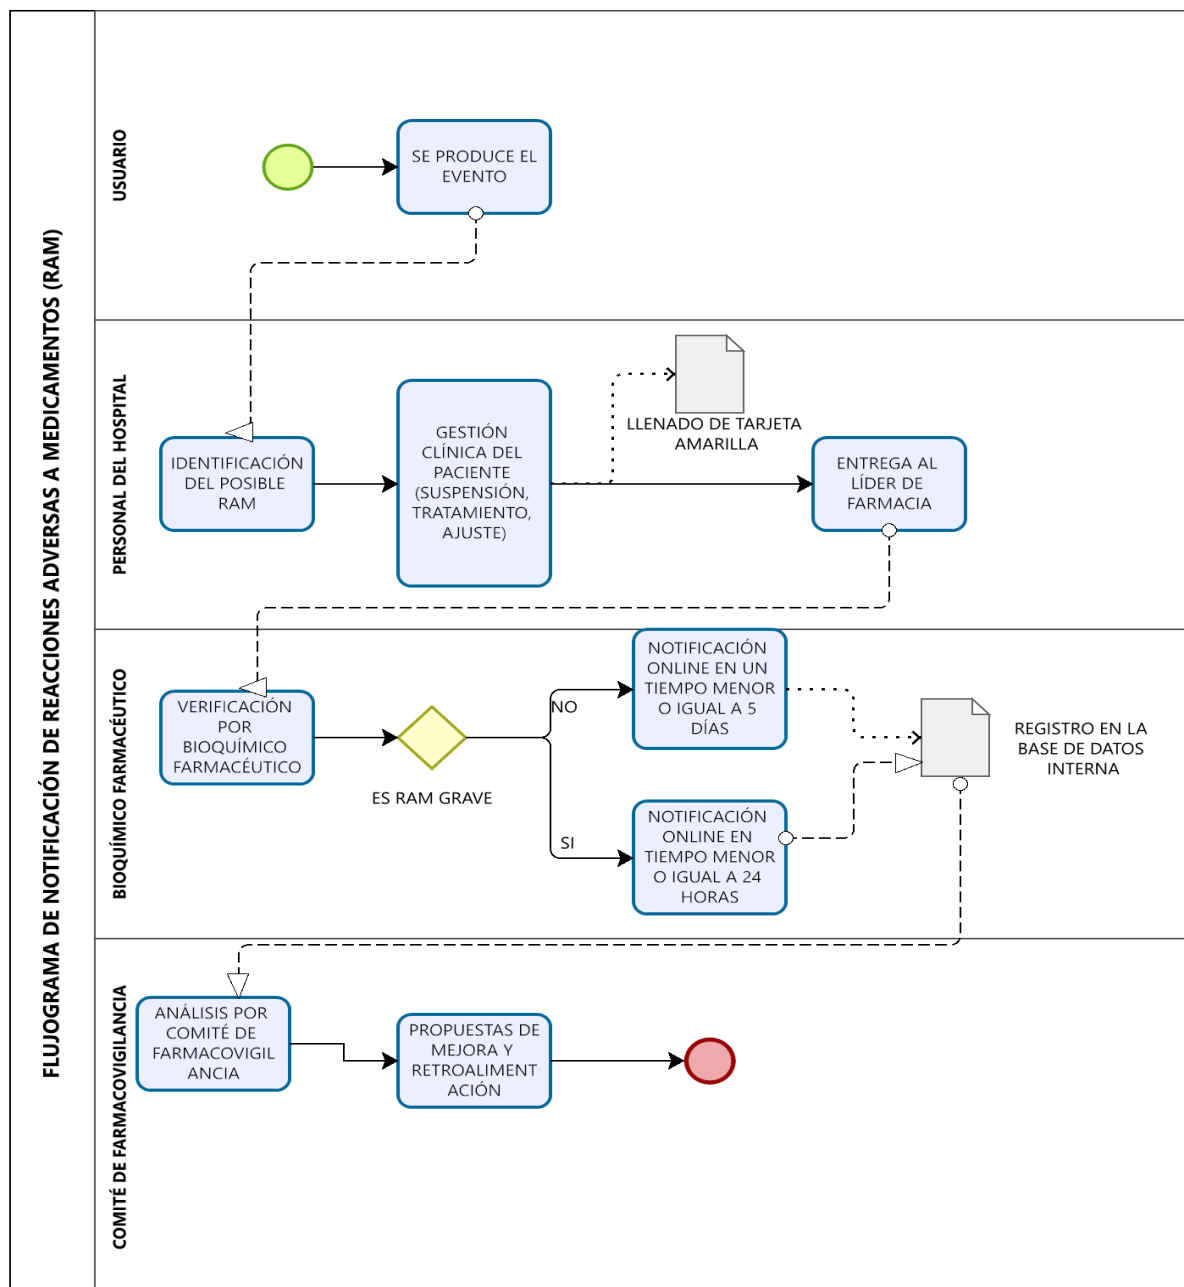 FLUJOGRAMA DE NOTIFICACIÓN DE REACCIONES ADVERSAS A MEDICAMENTOS (RAM)
USUARIO
SE PRODUCE EL
EVENTO
PERSONAL DEL HOSPITAL
IDENTIFICACIÓN
DEL POSIBLE
RAM
GESTIÓN
CLÍNICA DEL
PACIENTE
(SUSPENSIÓN,
TRATAMIENTO,
AJUSTE)
LLENADO DE TARJETA
AMARILLA
ENTREGA AL
LÍDER DE
FARMACIA
BIOQUÍMICO FARMACÉUTICO
VERIFICACIÓN
POR
BIOQUÍMICO
FARMACÉUTICO
ES RAM GRAVE
NO
NOTIFICACIÓN
ONLINE EN UN
TIEMPO MENOR
O IGUAL A 5
DÍAS
SI
NOTIFICACIÓN
ONLINE EN
TIEMPO MENOR
O IGUAL A 24
HORAS
REGISTRO EN LA
BASE DE DATOS
INTERNA
COMITÉ DE FARMACOVIGILANCIA
ANÁLISIS POR
COMITÉ DE
FARMACOVIGIL
ANCIA
PROPUESTAS DE
MEJORA Y
RETROALIMENT
ACIÓN